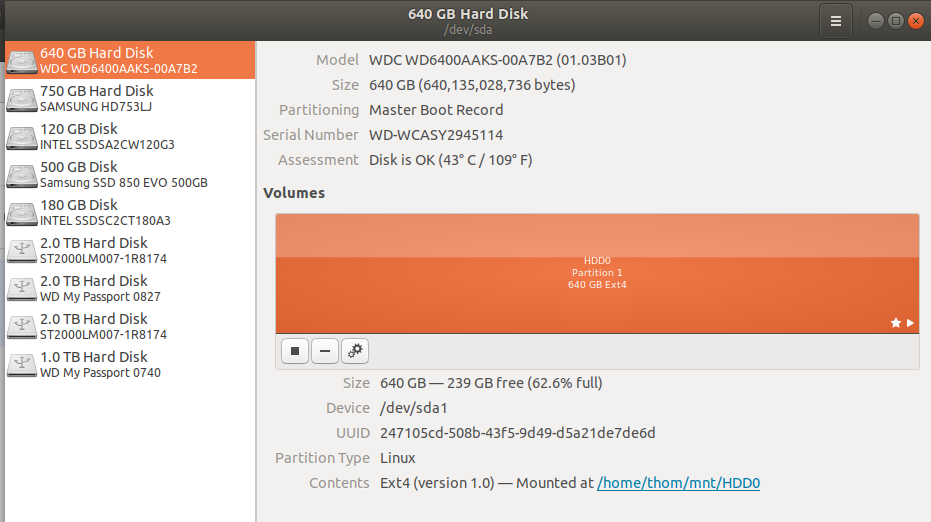 640 GB Hard Disk
/dev/sda
640 GB Hard Disk
WDC WD6400AAKS-00A7B2
750 GB Hard Disk
SAMSUNG HD753LJ
120 GB Disk
INTEL SSDSA2CW120G3
500 GB Disk
Samsung SSD 850 EVO 500GB
180 GB Disk
INTEL SSDSC2CT180A3
2.0 TB Hard Disk
ST2000LM007-1R8174
2.0 TB Hard Disk
WD My Passport 0827
2.0 TB Hard Disk
ST2000LM007-1R8174
1.0 TB Hard Disk
WD My Passport 0740
Model WDC WD6400AAKS-00A7B2 (01.03B01)
Size 640 GB (640,135,028,736 bytes)
Partitioning Master Boot Record
Serial Number WD-WCASY2945114
Assessment Disk is OK (43° C / 109° F)
Volumes
HDD0
Partition 1
640 GB Ext4
Size 640 GB — 239 GB free (62.6% full)
Device /dev/sda1
UUID 247105cd-508b-43f5-9d49-d5a21de7de6d
Partition Type Linux
Contents Ext4 (version 1.0) — Mounted at /home/thom/mnt/HDD0